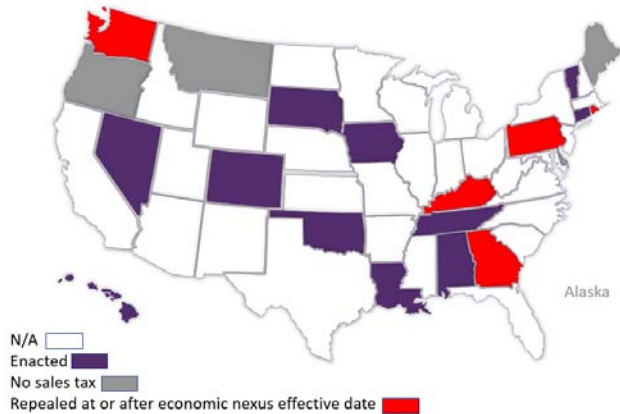 Alaska
N/A
Enacted
No sales tax
Repealed at or after economic nexus effective date